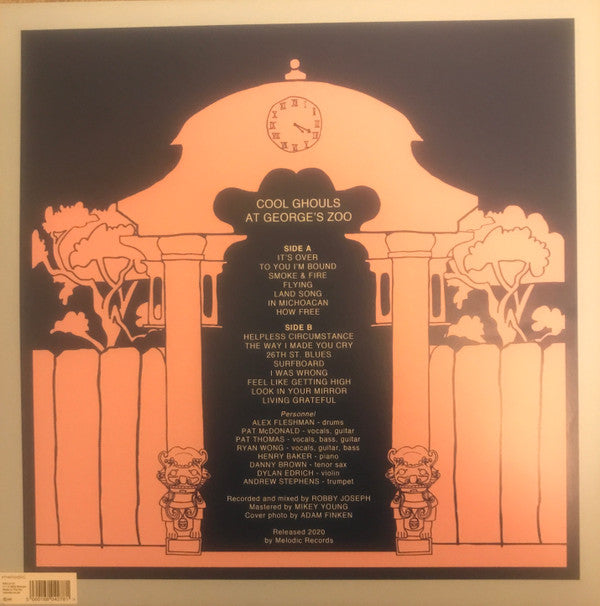 COOL GHOULS
AT GEORGE'S ZOO
SIDE A
IT'S OVER
TO YOU I'M BOUND
SMOKE & FIRE
FLYING
LAND SONG
IN MICHOACAN
HOW FREE
SIDE B
HELPLESS CIRCUMSTANCE
THE WAY I MADE YOU CRY
26TH ST. BLUES
SURFBOARD
I WAS WRONG
FEEL LIKE GETTING HIGH
LOOK IN YOUR MIRROR
LIVING GRATEFUL
Personnel
ALEX FLESHMAN - drums
PAT McDONALD - vocals, guitar
PAT THOMAS - vocals, bass, guitar
RYAN WONG - vocals, guitar, bass
HENRY BAKER - piano
DANNY BROWN - tenor sax
DYLAN EDRICH - violin
ANDREW STEPHENS - trumpet
Recorded and mixed by ROBBY JOSEPH
Mastered by MIKEY YOUNG
Cover photo by ADAM FINKEN
Released 2020
by Melodic Records
melodic